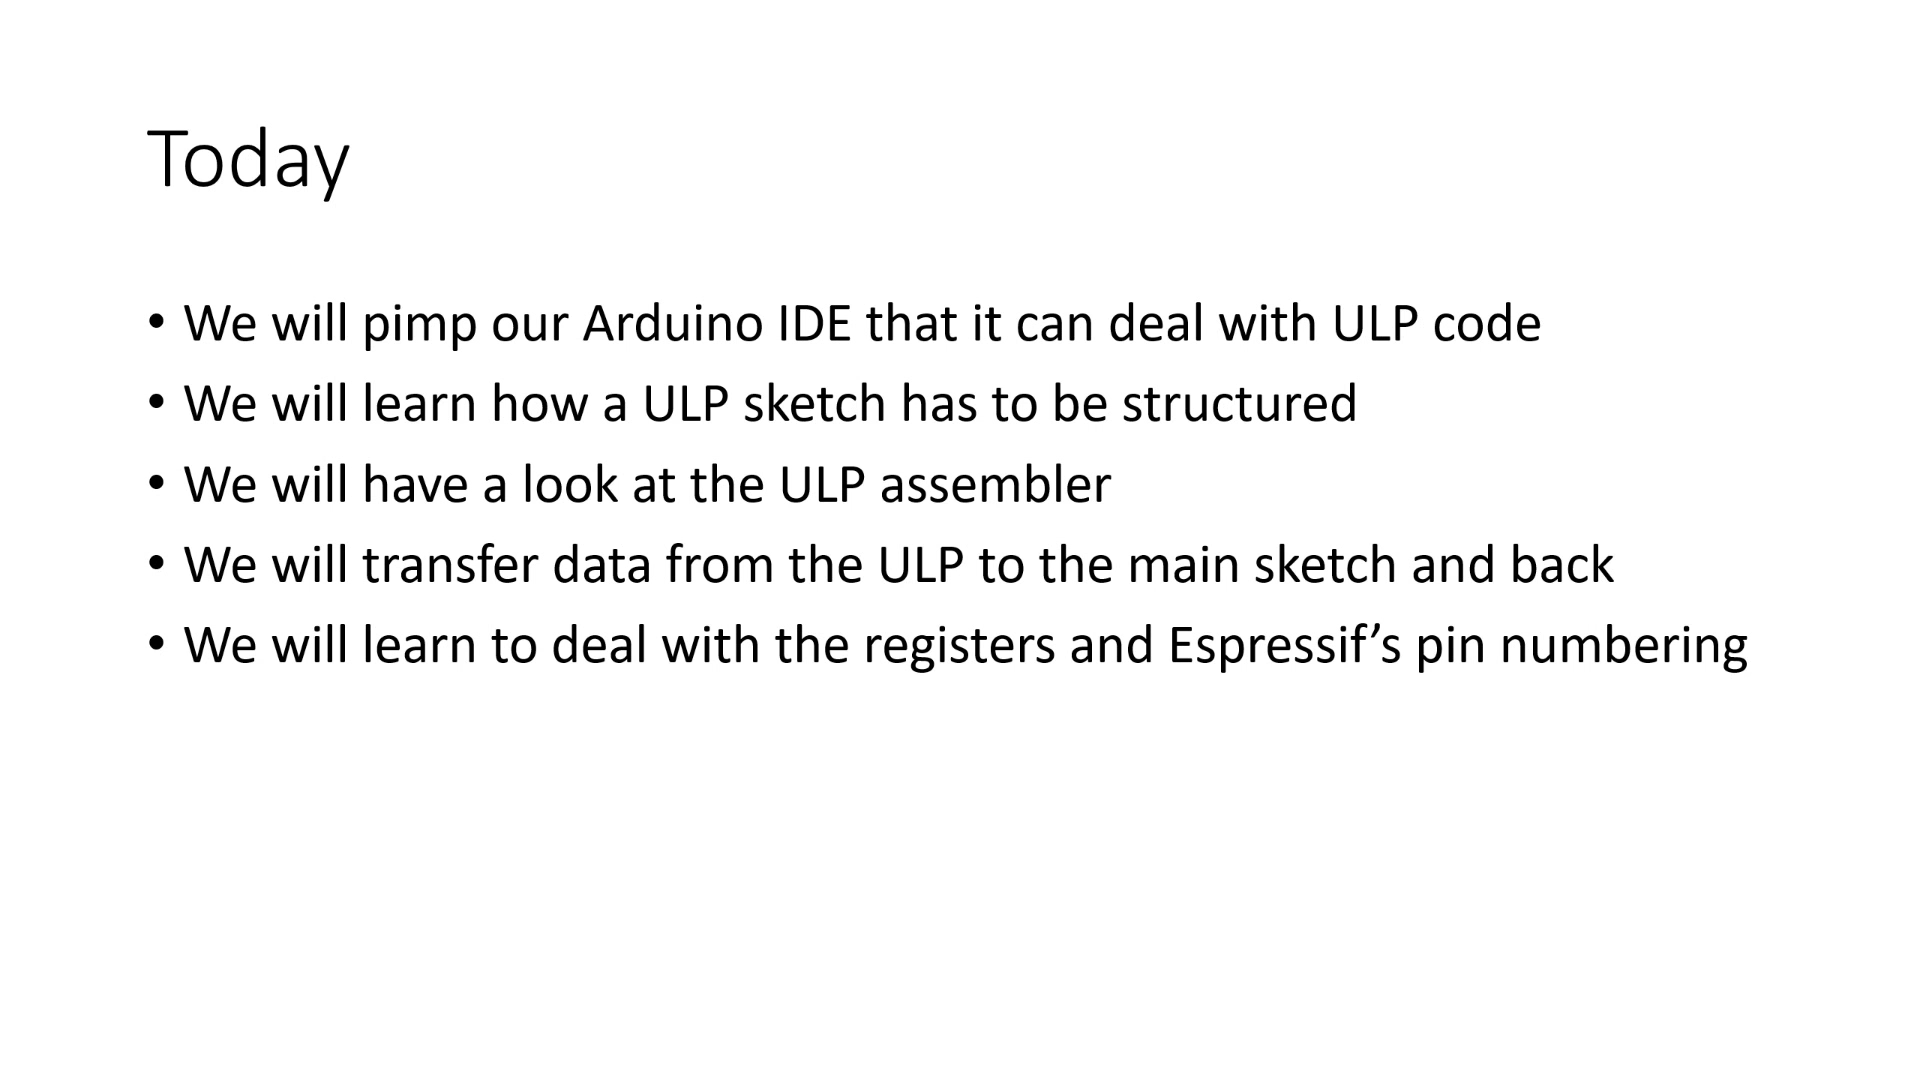 Today
• We will pimp our Arduino IDE that it can deal with ULP code
• We will learn how a ULP sketch has to be structured
• We will have a look at the ULP assembler
• We will transfer data from the ULP to the main sketch and back
• We will learn to deal with the registers and Espressif’s pin numbering